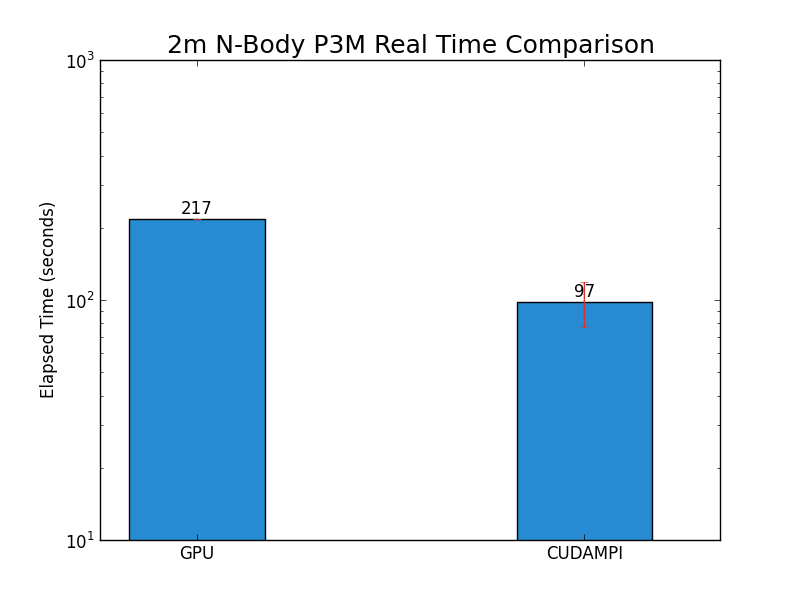 2m N-Body P3M Real Time Comparison
10³
217
Elapsed Time (seconds)
10²
97
10¹
GPU
CUDAMPI